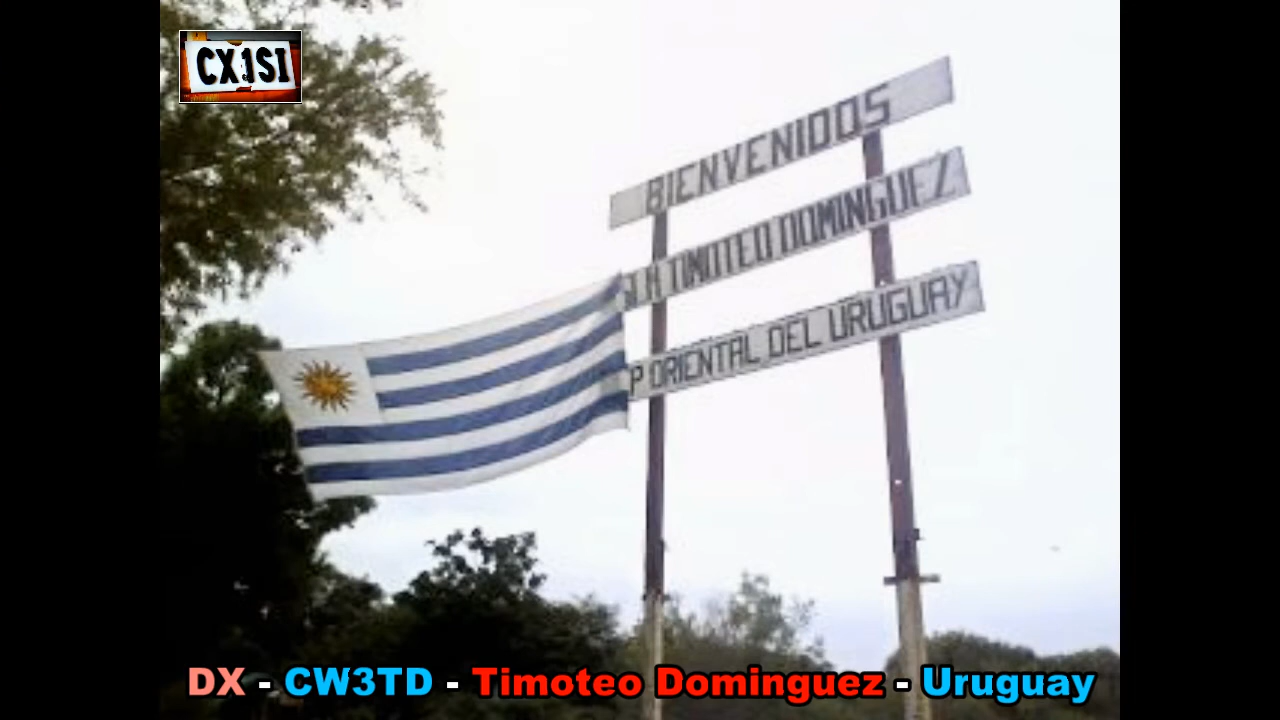 CX1SI
BIENVENIDOS
TIMOTEO DOMINGUEZ
P ORIENTAL DEL URUGUAY
DX - CW3TD - Timoteo Dominguez - Uruguay